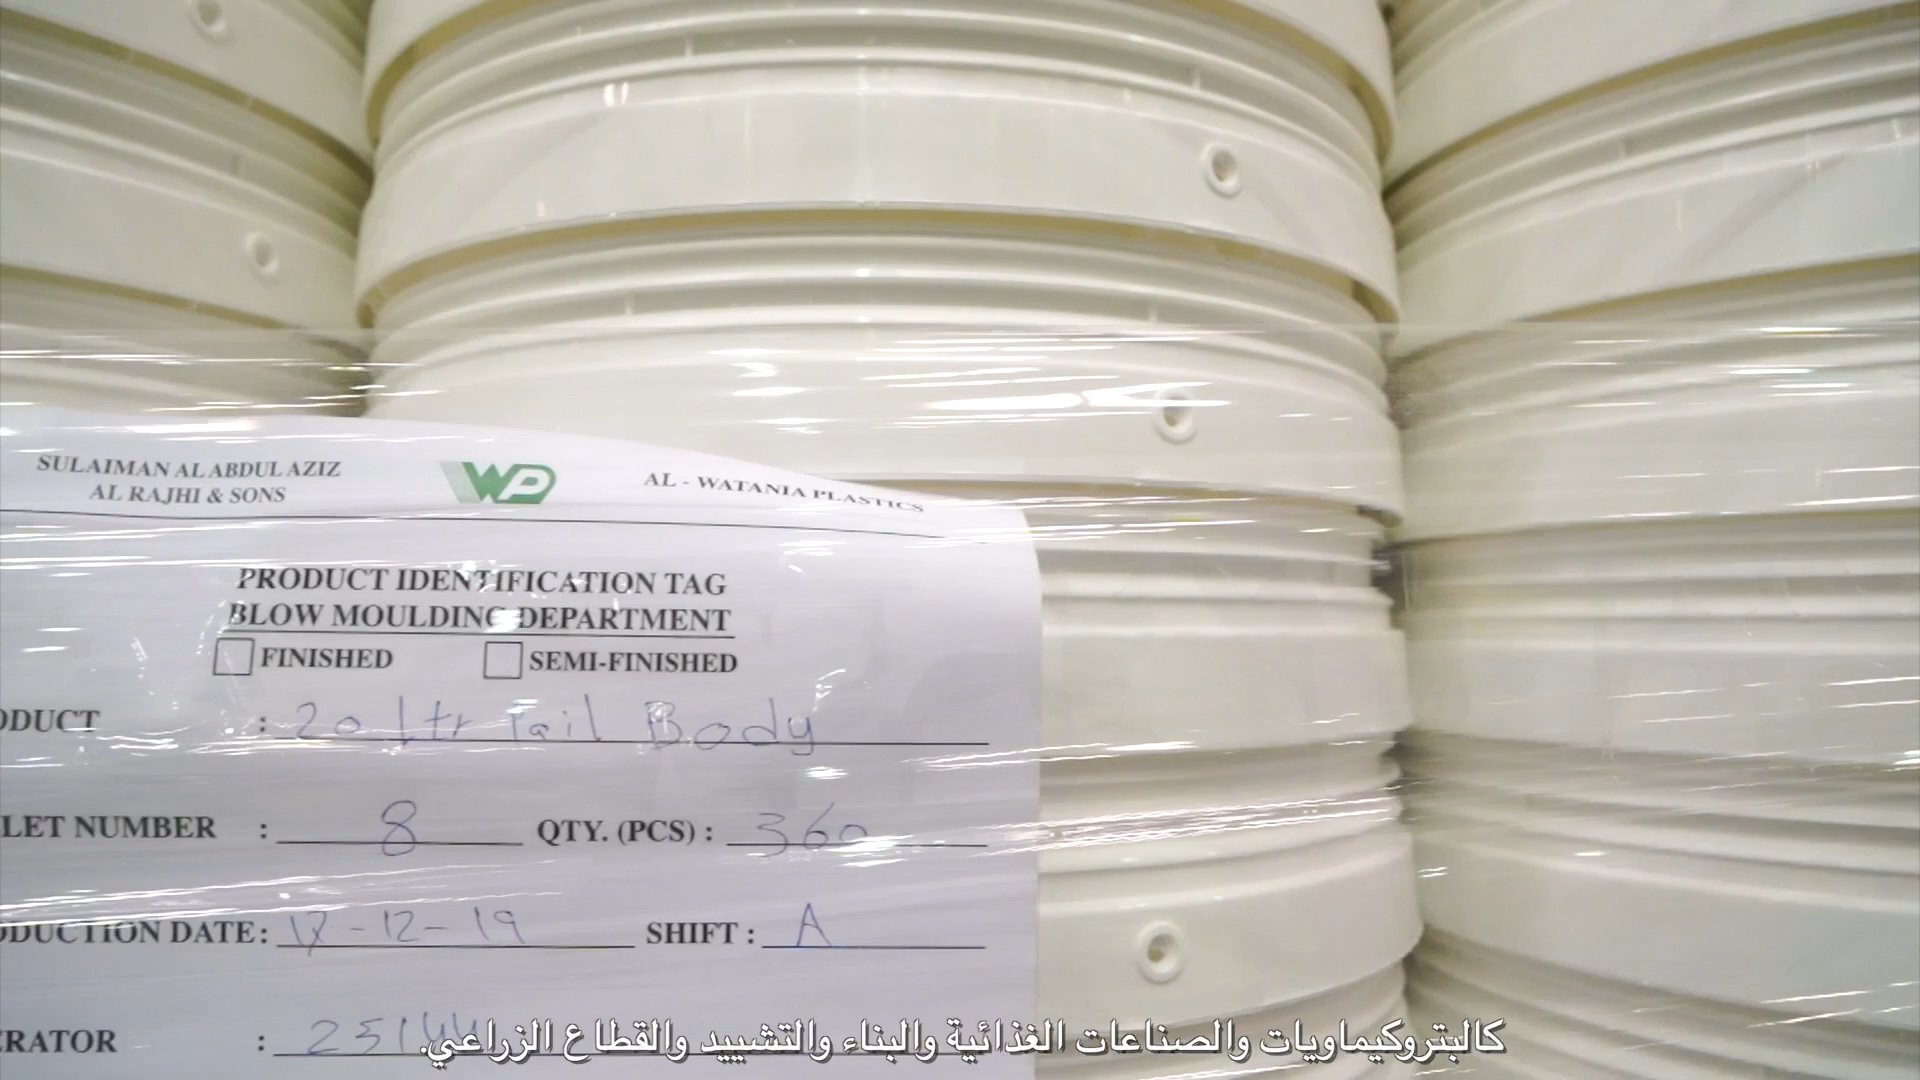 SULAIMAN AL ABDUL AZIZ
AL RAJHI & SONS
WP
AL - WATANIA PLASTICS
PRODUCT IDENTIFICATION TAG
BLOW MOULDING DEPARTMENT
FINISHED SEMI-FINISHED
ODUCT : 20 ltr Pail Body
LET NUMBER : 8 QTY. (PCS) : 360
ODUCTION DATE : -12-19 SHIFT : A
ERATOR :
كالبتروكيماويات والصناعات الغذائية والبناء والتشييد والقطاع الزراعي.